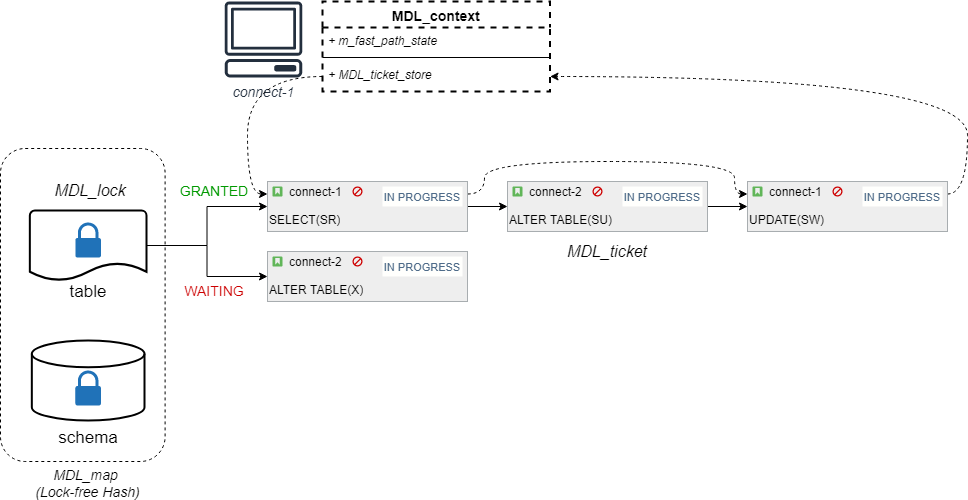 MDL_context
+ m_fast_path_state
+ MDL_ticket_store
connect-1
MDL_lock
table
schema
MDL_map
(Lock-free Hash)
GRANTED
WAITING
connect-1
IN PROGRESS
SELECT(SR)
connect-2
IN PROGRESS
ALTER TABLE(SU)
connect-1
IN PROGRESS
UPDATE(SW)
MDL_ticket
connect-2
IN PROGRESS
ALTER TABLE(X)